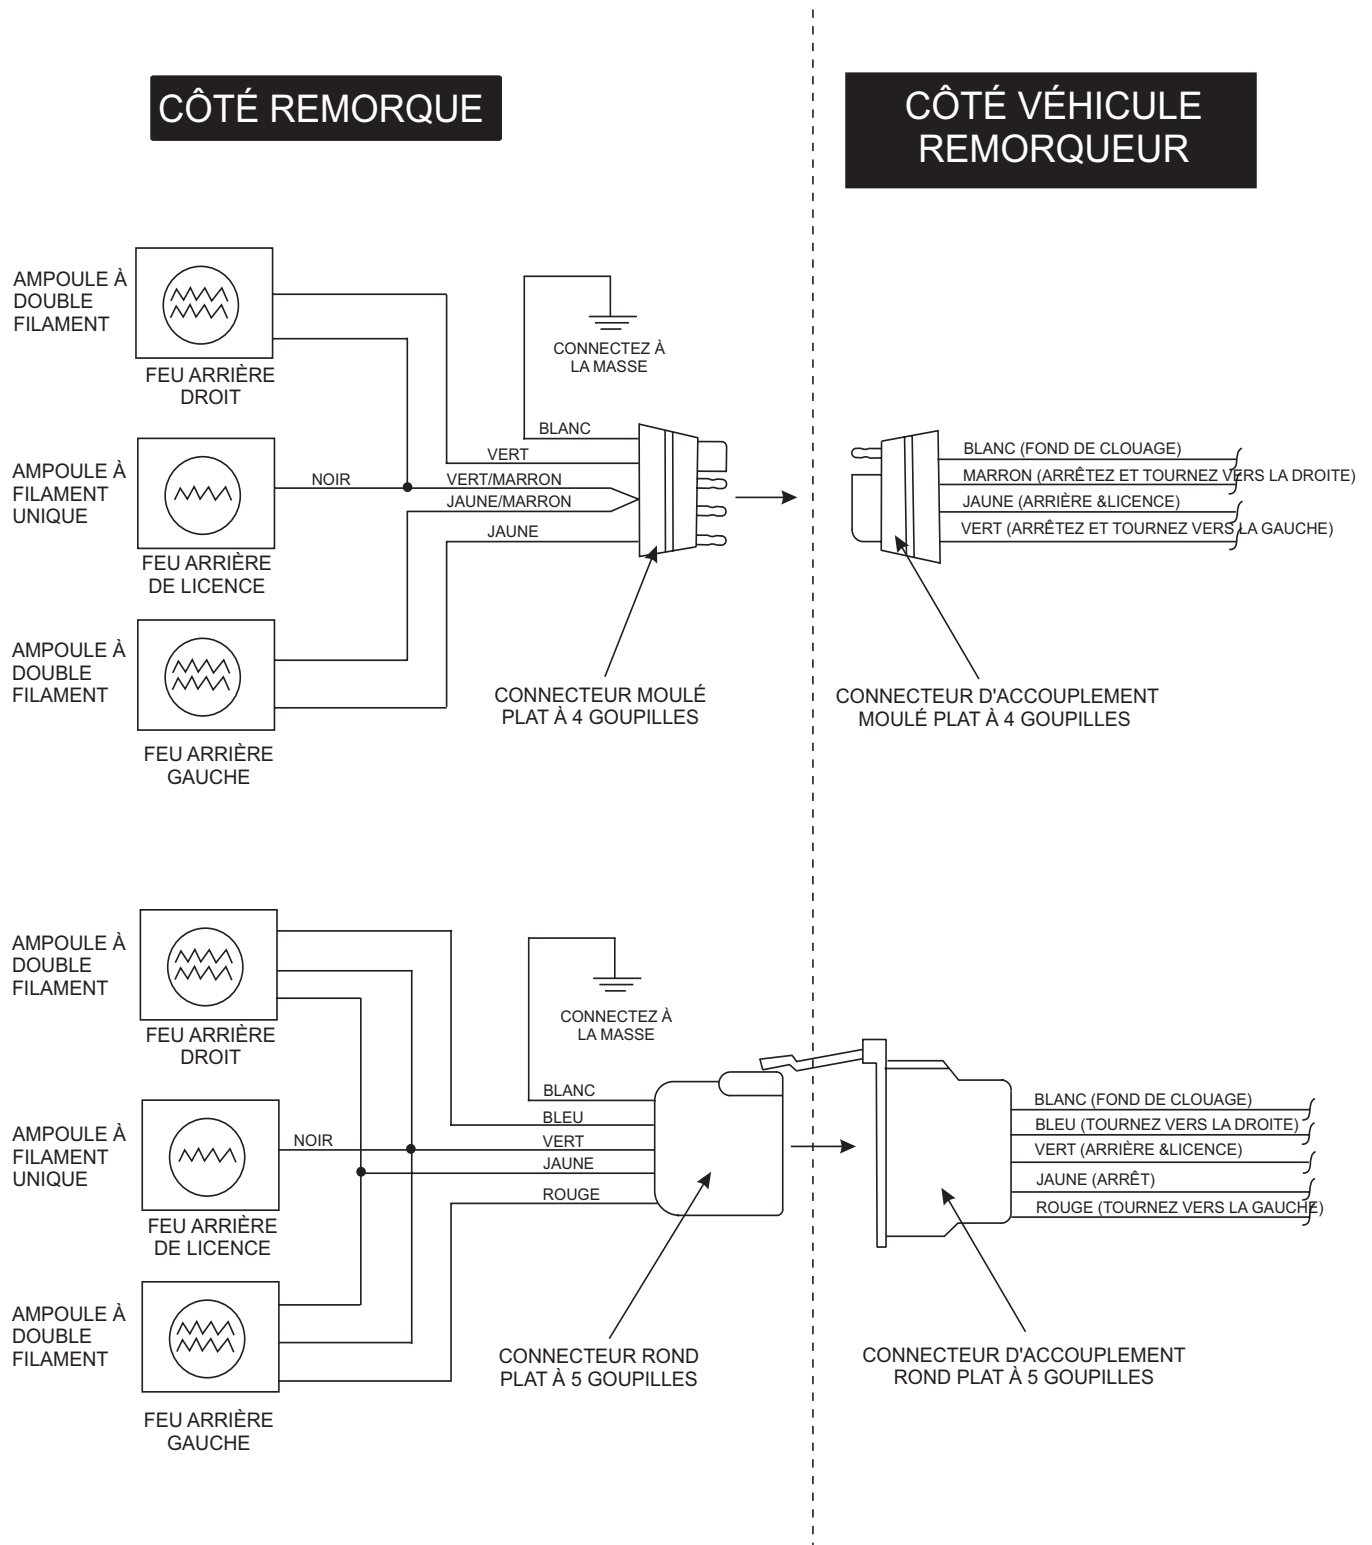 CÔTÉ REMORQUE
CÔTÉ VÉHICULE
REMORQUEUR
AMPOULE À
DOUBLE
FILAMENT
FEU ARRIÈRE
DROIT
CONNECTEZ À
LA MASSE
AMPOULE À
FILAMENT
UNIQUE
NOIR
FEU ARRIÈRE
DE LICENCE
BLANC
VERT
VERT/MARRON
JAUNE/MARRON
JAUNE
BLANC (FOND DE CLOUAGE)
MARRON (ARRÊTEZ ET TOURNEZ VERS LA DROITE)
JAUNE (ARRIÈRE &LICENCE)
VERT (ARRÊTEZ ET TOURNEZ VERS LA GAUCHE)
AMPOULE À
DOUBLE
FILAMENT
FEU ARRIÈRE
GAUCHE
CONNECTEUR MOULÉ
PLAT À 4 GOUPILLES
CONNECTEUR D'ACCOUPLEMENT
MOULÉ PLAT À 4 GOUPILLES
AMPOULE À
DOUBLE
FILAMENT
FEU ARRIÈRE
DROIT
CONNECTEZ À
LA MASSE
AMPOULE À
FILAMENT
UNIQUE
NOIR
FEU ARRIÈRE
DE LICENCE
BLANC
BLEU
VERT
JAUNE
ROUGE
BLANC (FOND DE CLOUAGE)
BLEU (TOURNEZ VERS LA DROITE)
VERT (ARRIÈRE &LICENCE)
JAUNE (ARRÊT)
ROUGE (TOURNEZ VERS LA GAUCHE)
AMPOULE À
DOUBLE
FILAMENT
FEU ARRIÈRE
GAUCHE
CONNECTEUR ROND
PLAT À 5 GOUPILLES
CONNECTEUR D'ACCOUPLEMENT
ROND PLAT À 5 GOUPILLES